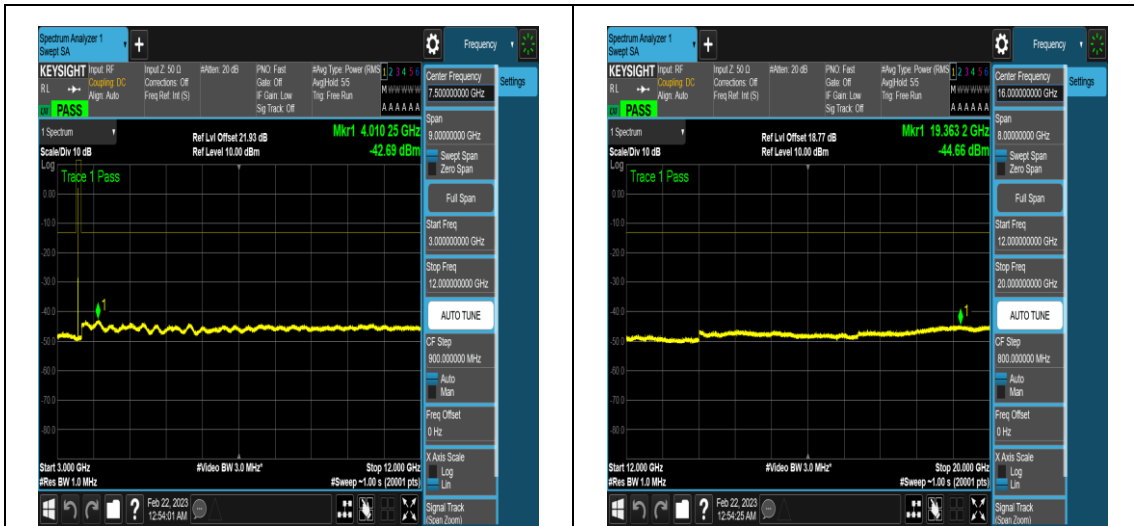 Spectrum Analyzer 1
Swept SA
+
Frequency
KEYSIGHT Input: RF
RL
Coupling: DC
Align: Auto
Input Z: 50 Ω
Corrections: Off
Freq Ref: Int (S)
#Atten: 20 dB
PNO: Fast
Gate: Off
IF Gain: Low
Sig Track: Off
#Avg Type: Power (RMS
Avg|Hold: 5/5
Trig: Free Run
1 2 3 4 5 6
M W W W W W
A A A A A A
PASS
1 Spectrum
Scale/Div 10 dB
Ref Lvl Offset 21.93 dB
Ref Level 10.00 dBm
Mkr1 4.010 25 GHz
-42.69 dBm
Log
Trace 1 Pass
0.00
-10.0
-20.0
-30.0
-40.0
-50.0
-60.0
-70.0
-80.0
1
Start 3.000 GHz
#Res BW 1.0 MHz
#Video BW 3.0 MHz*
Stop 12.000 GHz
#Sweep ~1.00 s (20001 pts)
Center Frequency
7.500000000 GHz
Settings
Span
9.00000000 GHz
Swept Span
Zero Span
Full Span
Start Freq
3.000000000 GHz
Stop Freq
12.000000000 GHz
AUTO TUNE
CF Step
900.000000 MHz
Auto
Man
Freq Offset
0 Hz
X Axis Scale
Log
Lin
Signal Track
(Span Zoom)
?
Feb 22, 2023
12:54:01 AM
Spectrum Analyzer 1
Swept SA
+
Frequency
KEYSIGHT Input: RF
RL
Coupling: DC
Align: Auto
Input Z: 50 Ω
Corrections: Off
Freq Ref: Int (S)
#Atten: 20 dB
PNO: Fast
Gate: Off
IF Gain: Low
Sig Track: Off
#Avg Type: Power (RMS
Avg|Hold: 5/5
Trig: Free Run
1 2 3 4 5 6
M W W W W W
A A A A A A
PASS
1 Spectrum
Scale/Div 10 dB
Ref Lvl Offset 18.77 dB
Ref Level 10.00 dBm
Mkr1 19.363 2 GHz
-44.66 dBm
Log
Trace 1 Pass
0.00
-10.0
-20.0
-30.0
-40.0
-50.0
-60.0
-70.0
-80.0
1
Start 12.000 GHz
#Res BW 1.0 MHz
#Video BW 3.0 MHz*
Stop 20.000 GHz
#Sweep ~1.00 s (20001 pts)
Center Frequency
16.000000000 GHz
Settings
Span
8.00000000 GHz
Swept Span
Zero Span
Full Span
Start Freq
12.000000000 GHz
Stop Freq
20.000000000 GHz
AUTO TUNE
CF Step
800.000000 MHz
Auto
Man
Freq Offset
0 Hz
X Axis Scale
Log
Lin
Signal Track
(Span Zoom)
?
Feb 22, 2023
12:54:25 AM